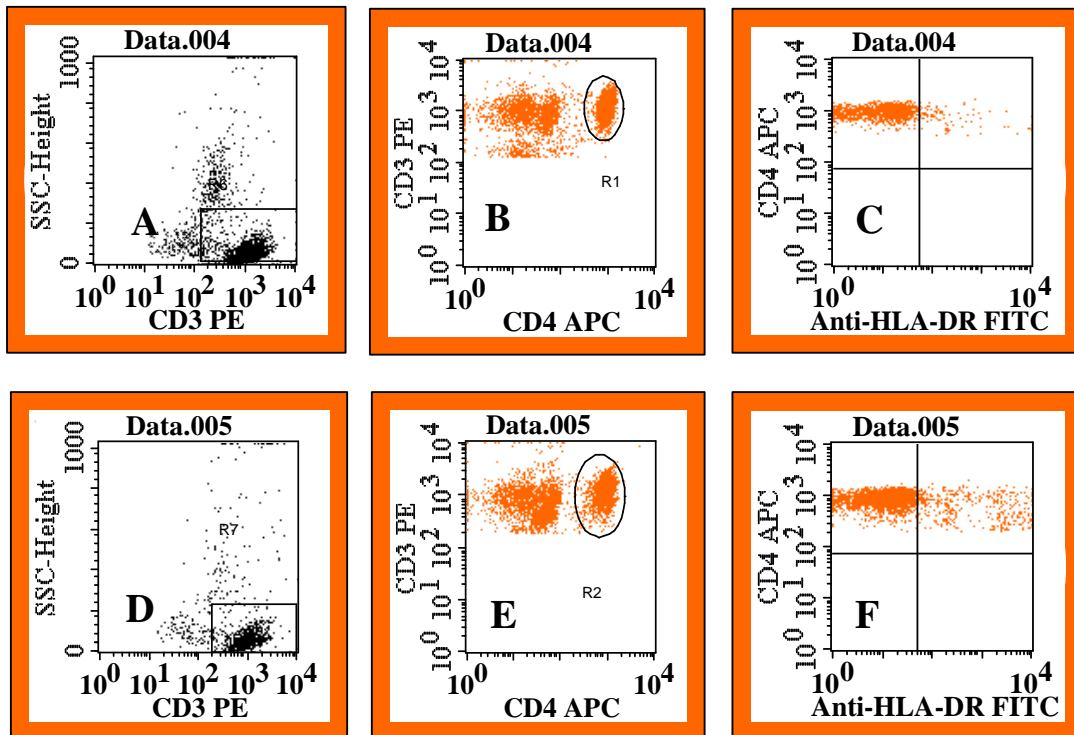 Data.004
1000
0
SSC-Height
R6
A
10^0 10^1 10^2 10^3 10^4
CD3 PE
Data.004
10^0 10^1 10^2 10^3 10^4
CD3 PE
R1
B
10^0 10^4
CD4 APC
Data.004
10^0 10^1 10^2 10^3 10^4
CD4 APC
C
10^0 10^4
Anti-HLA-DR FITC
Data.005
1000
0
SSC-Height
R7
D
10^0 10^1 10^2 10^3 10^4
CD3 PE
Data.005
10^0 10^1 10^2 10^3 10^4
CD3 PE
R2
E
10^0 10^4
CD4 APC
Data.005
10^0 10^1 10^2 10^3 10^4
CD4 APC
F
10^0 10^4
Anti-HLA-DR FITC